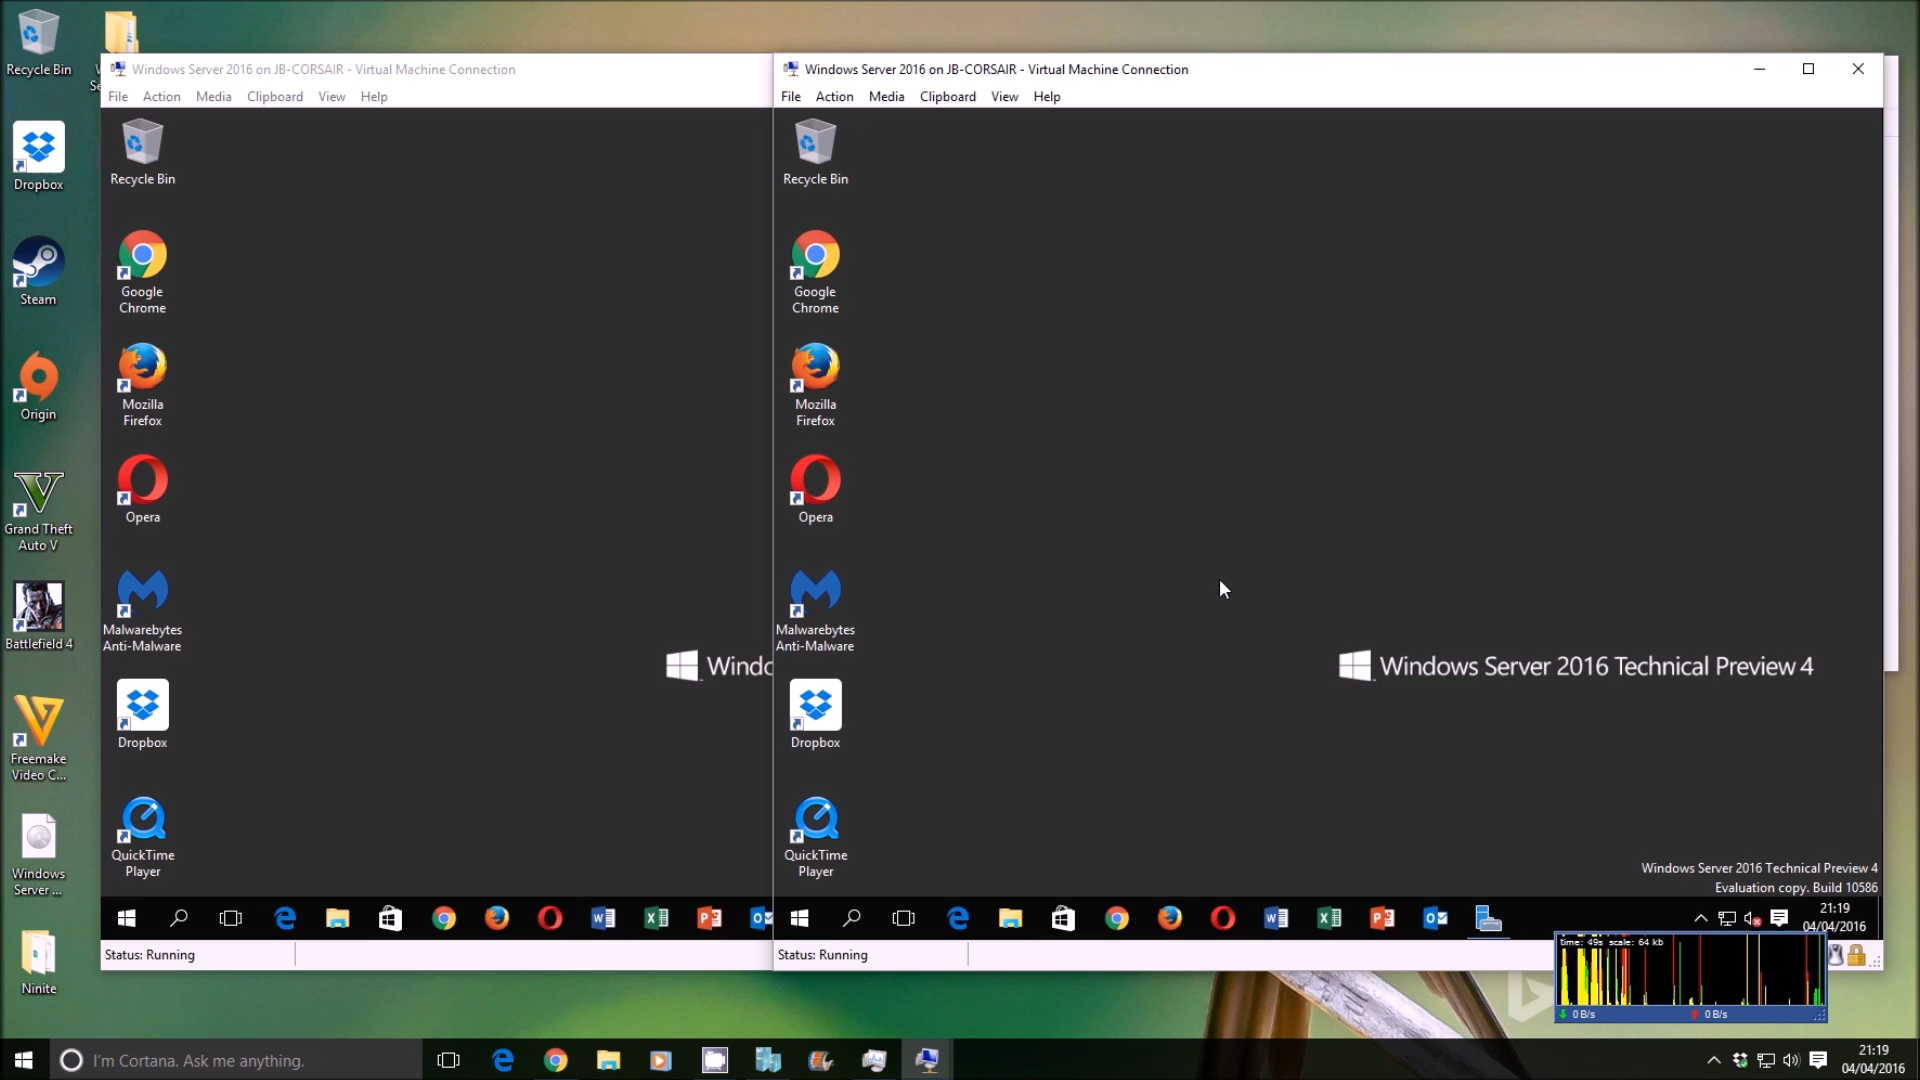 Recycle Bin
Dropbox
Steam
Origin
Grand Theft
Auto V
Battlefield 4
Freemake
Video C...
Windows
Server ...
Ninite
Windows Server 2016 on JB-CORSAIR - Virtual Machine Connection
File Action Media Clipboard View Help
Recycle Bin
Google
Chrome
Mozilla
Firefox
Opera
Malwarebytes
Anti-Malware
Dropbox
QuickTime
Player
Windo
Status: Running
Windows Server 2016 on JB-CORSAIR - Virtual Machine Connection
File Action Media Clipboard View Help
Recycle Bin
Google
Chrome
Mozilla
Firefox
Opera
Malwarebytes
Anti-Malware
Dropbox
QuickTime
Player
Windows Server 2016 Technical Preview 4
Windows Server 2016 Technical Preview 4
Evaluation copy. Build 10586
21:19
04/04/2016
Status: Running
time: 49s scale: 64 kb
0 B/s 0 B/s
I'm Cortana. Ask me anything.
21:19
04/04/2016